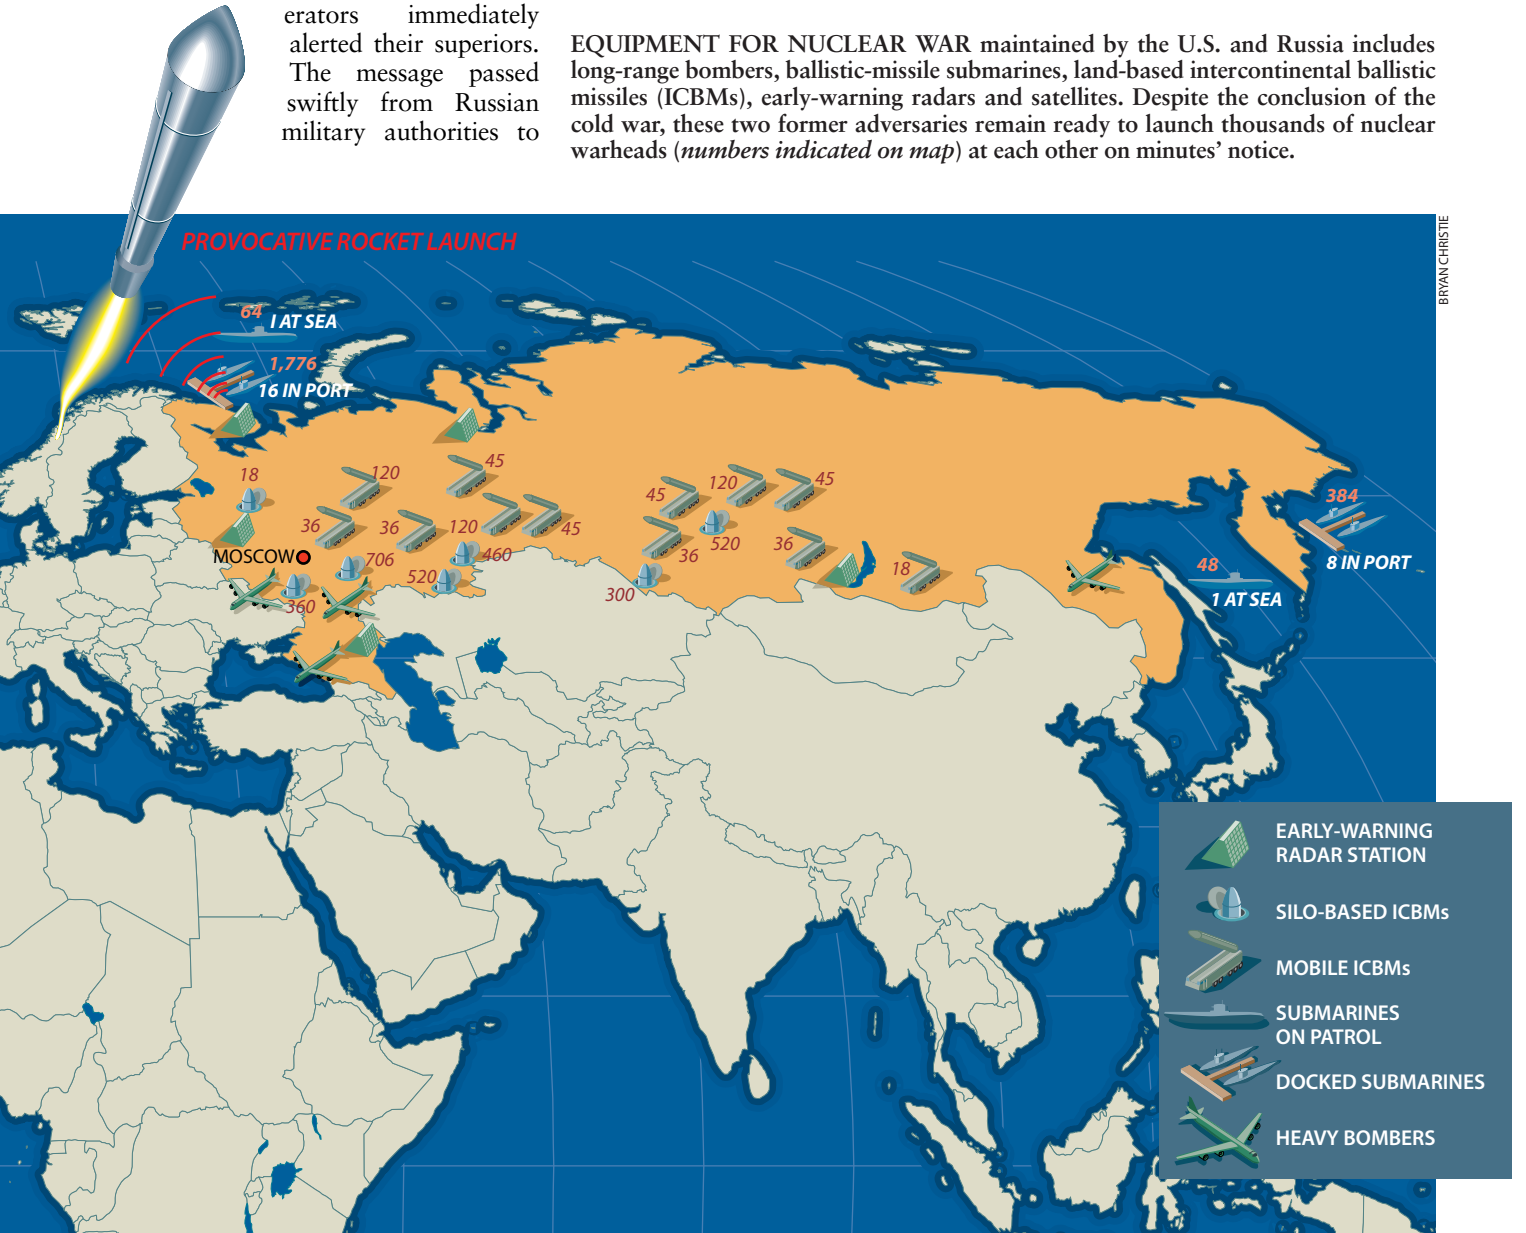 erators immediately
alerted their superiors.
The message passed
swiftly from Russian
military authorities to
EQUIPMENT FOR NUCLEAR WAR maintained by the U.S. and Russia includes
long-range bombers, ballistic-missile submarines, land-based intercontinental ballistic
missiles (ICBMs), early-warning radars and satellites. Despite the conclusion of the
cold war, these two former adversaries remain ready to launch thousands of nuclear
warheads (numbers indicated on map) at each other on minutes’ notice.
BRYAN CHRISTIE
PROVOCATIVE ROCKET LAUNCH
64
I AT SEA
1,776
16 IN PORT
18
120
45
45
120
45
384
36
36
120
45
36
520
36
8 IN PORT
MOSCOW
706
520
460
300
18
48
1 AT SEA
360
EARLY-WARNING
RADAR STATION
SILO-BASED ICBMs
MOBILE ICBMs
SUBMARINES
ON PATROL
DOCKED SUBMARINES
HEAVY BOMBERS